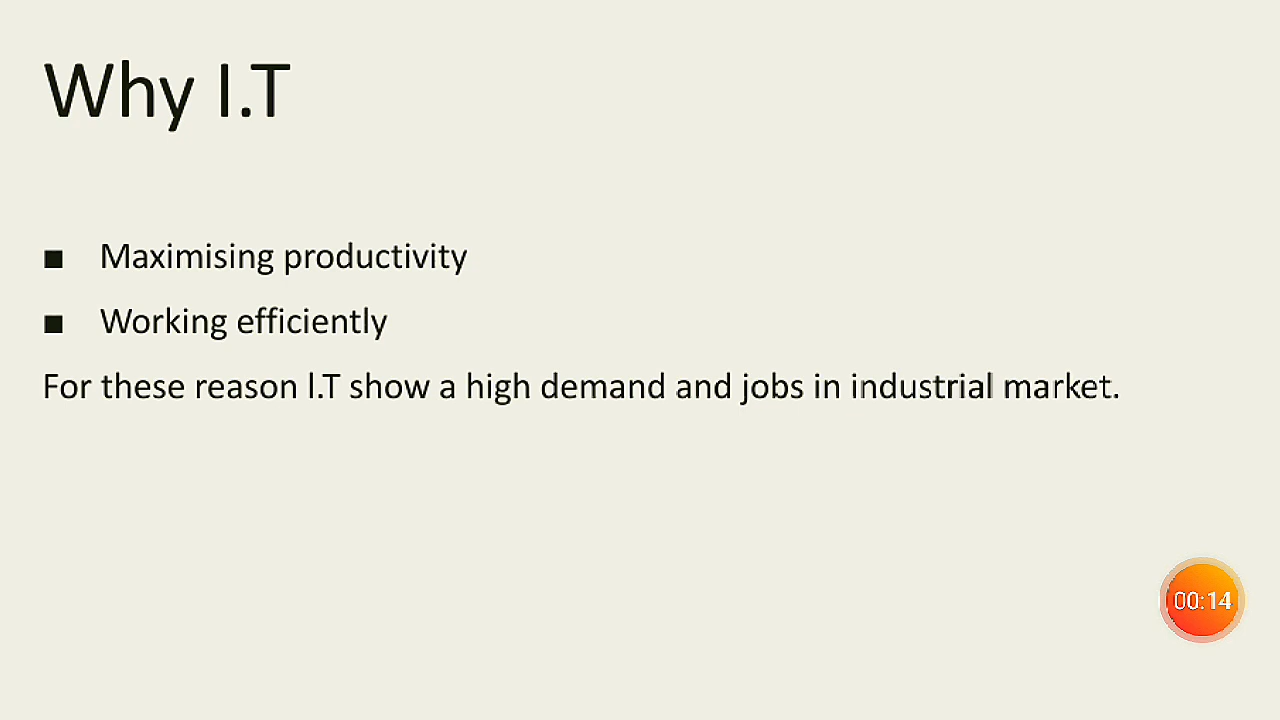 Why I.T
▪ Maximising productivity
▪ Working efficiently
For these reason l.T show a high demand and jobs in industrial market.
00:14